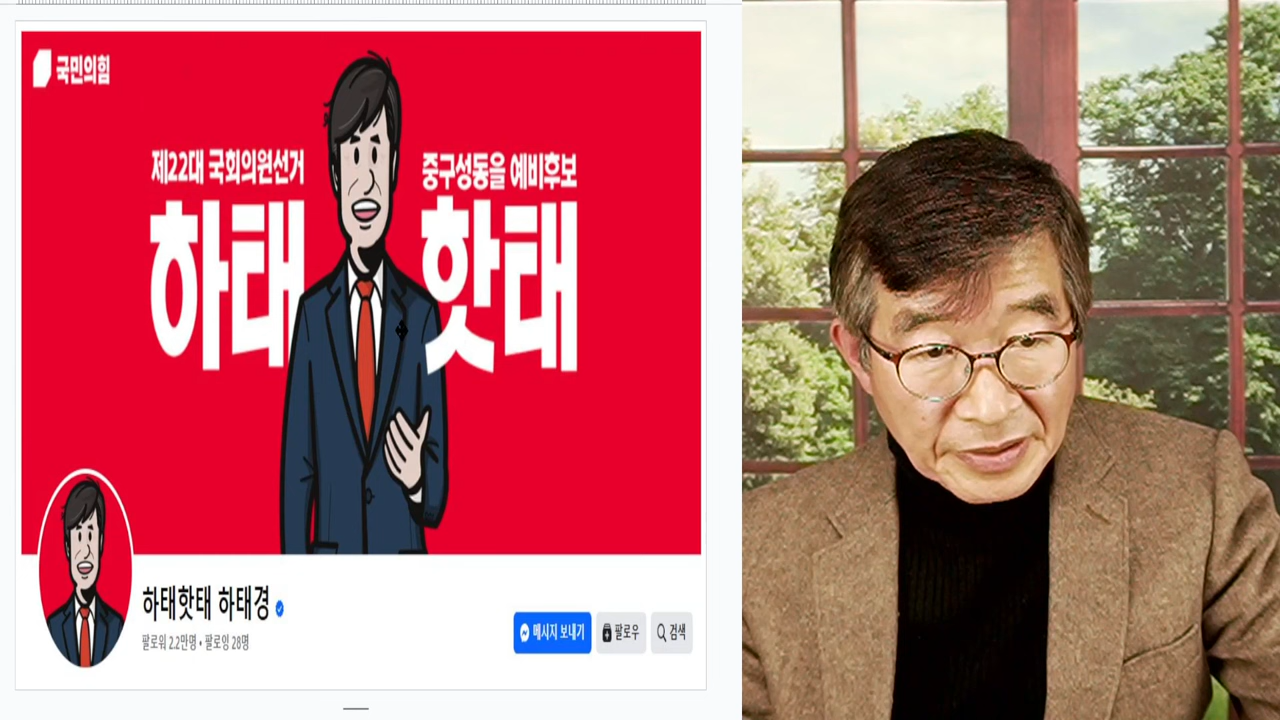 국민의힘
제22대 국회의원선거
하태
중구성동을 예비후보
핫태
하태핫태 하태경
팔로워 2.2만명 • 팔로잉 28명
메시지 보내기
팔로우
검색